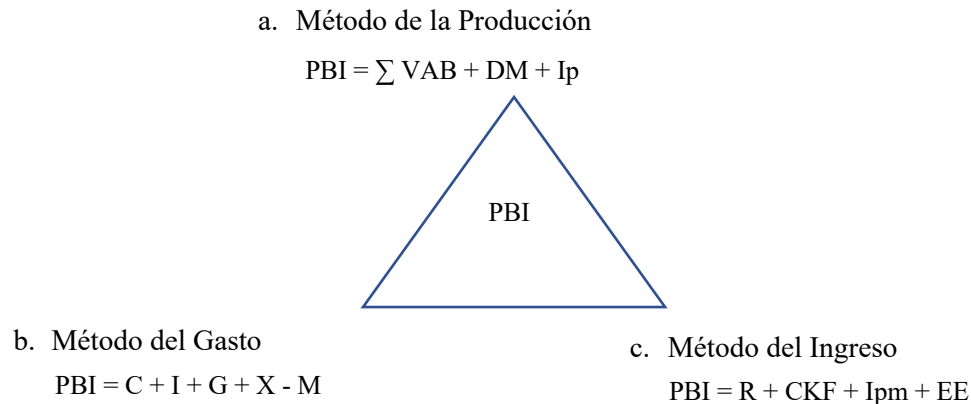 a. Método de la Producción
PBI = ∑ VAB + DM + Ip
PBI
b. Método del Gasto
PBI = C + I + G + X - M
c. Método del Ingreso
PBI = R + CKF + Ipm + EE